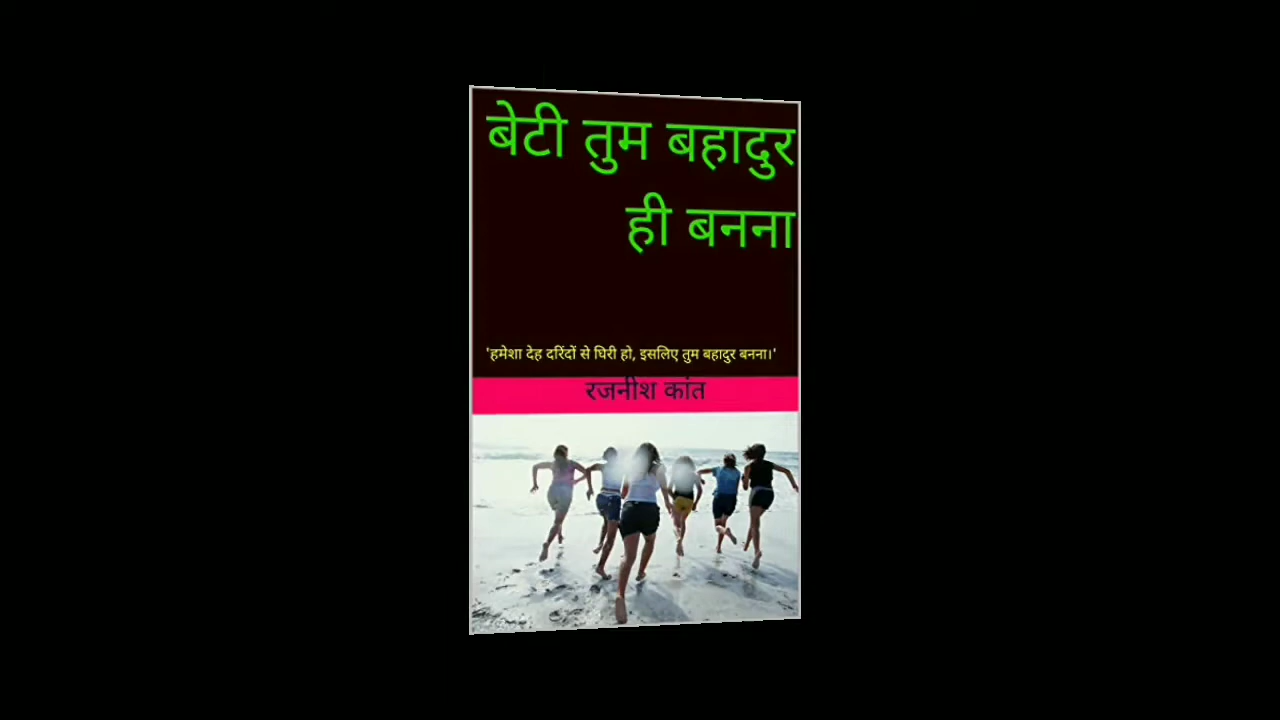 बेटी तुम बहादुर
ही बनना
'हमेशा देह दरिंदों से घिरी हो, इसलिए तुम बहादुर बनना।'
रजनीश कांत